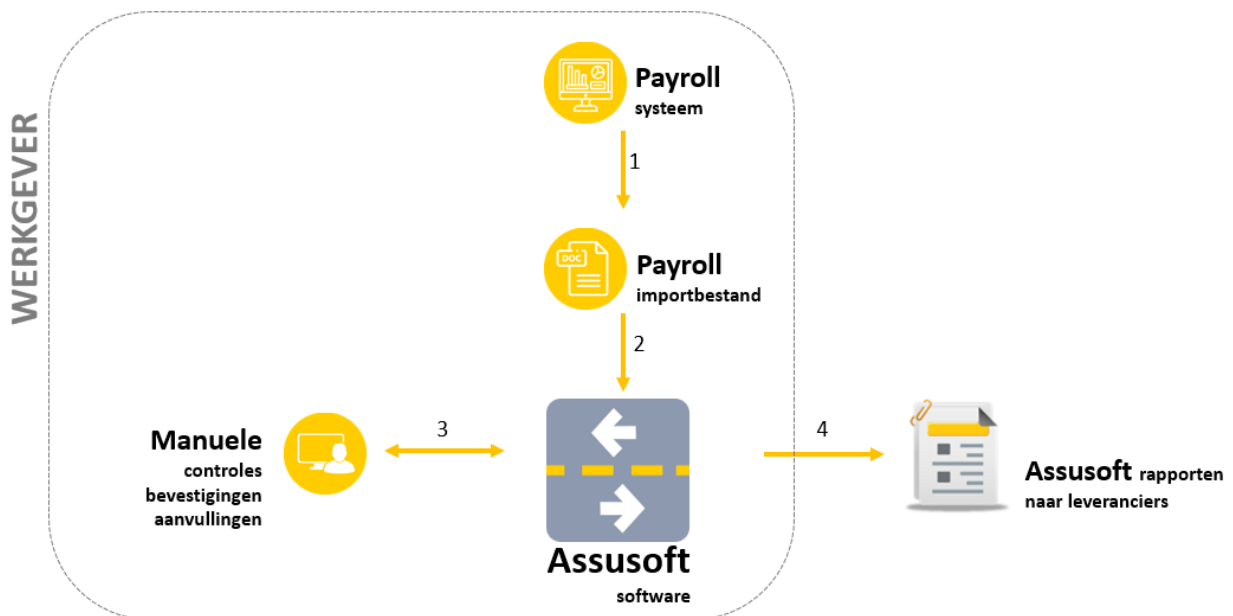 WERKGEVER
Payroll
systeem
1
DOC
Payroll
importbestand
2
Manuele
controles
bevestigingen
aanvullingen
3
4
Assusoft rapporten
naar leveranciers
Assusoft
software